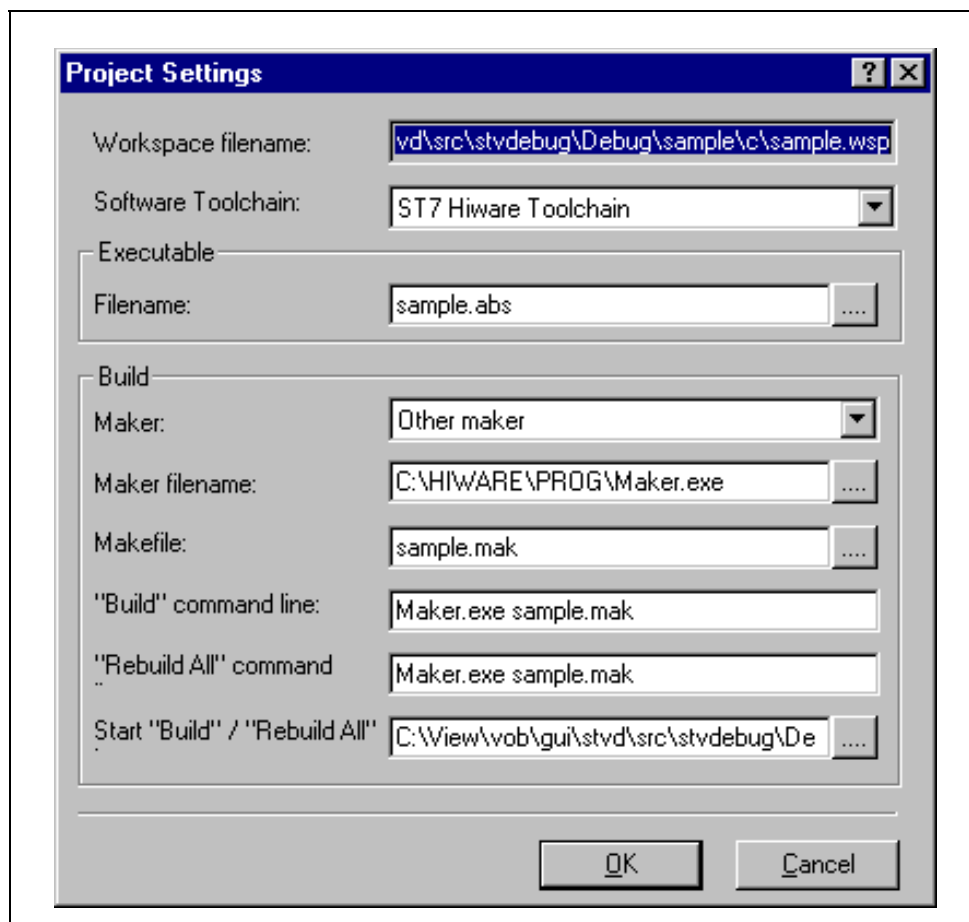 Project Settings
Workspace filename: vd\src\stvdebug\Debug\sample\c\sample.wsp
Software Toolchain: ST7 Hiware Toolchain
Executable
Filename: sample.abs ....
Build
Maker: Other maker
Maker filename: C:\HIWARE\PROG\Maker.exe ....
Makefile: sample.mak ....
"Build" command line: Maker.exe sample.mak
"Rebuild All" command Maker.exe sample.mak
Start "Build" / "Rebuild All" C:\View\vob\gui\stvd\src\stvdebug\De ....
OK Cancel